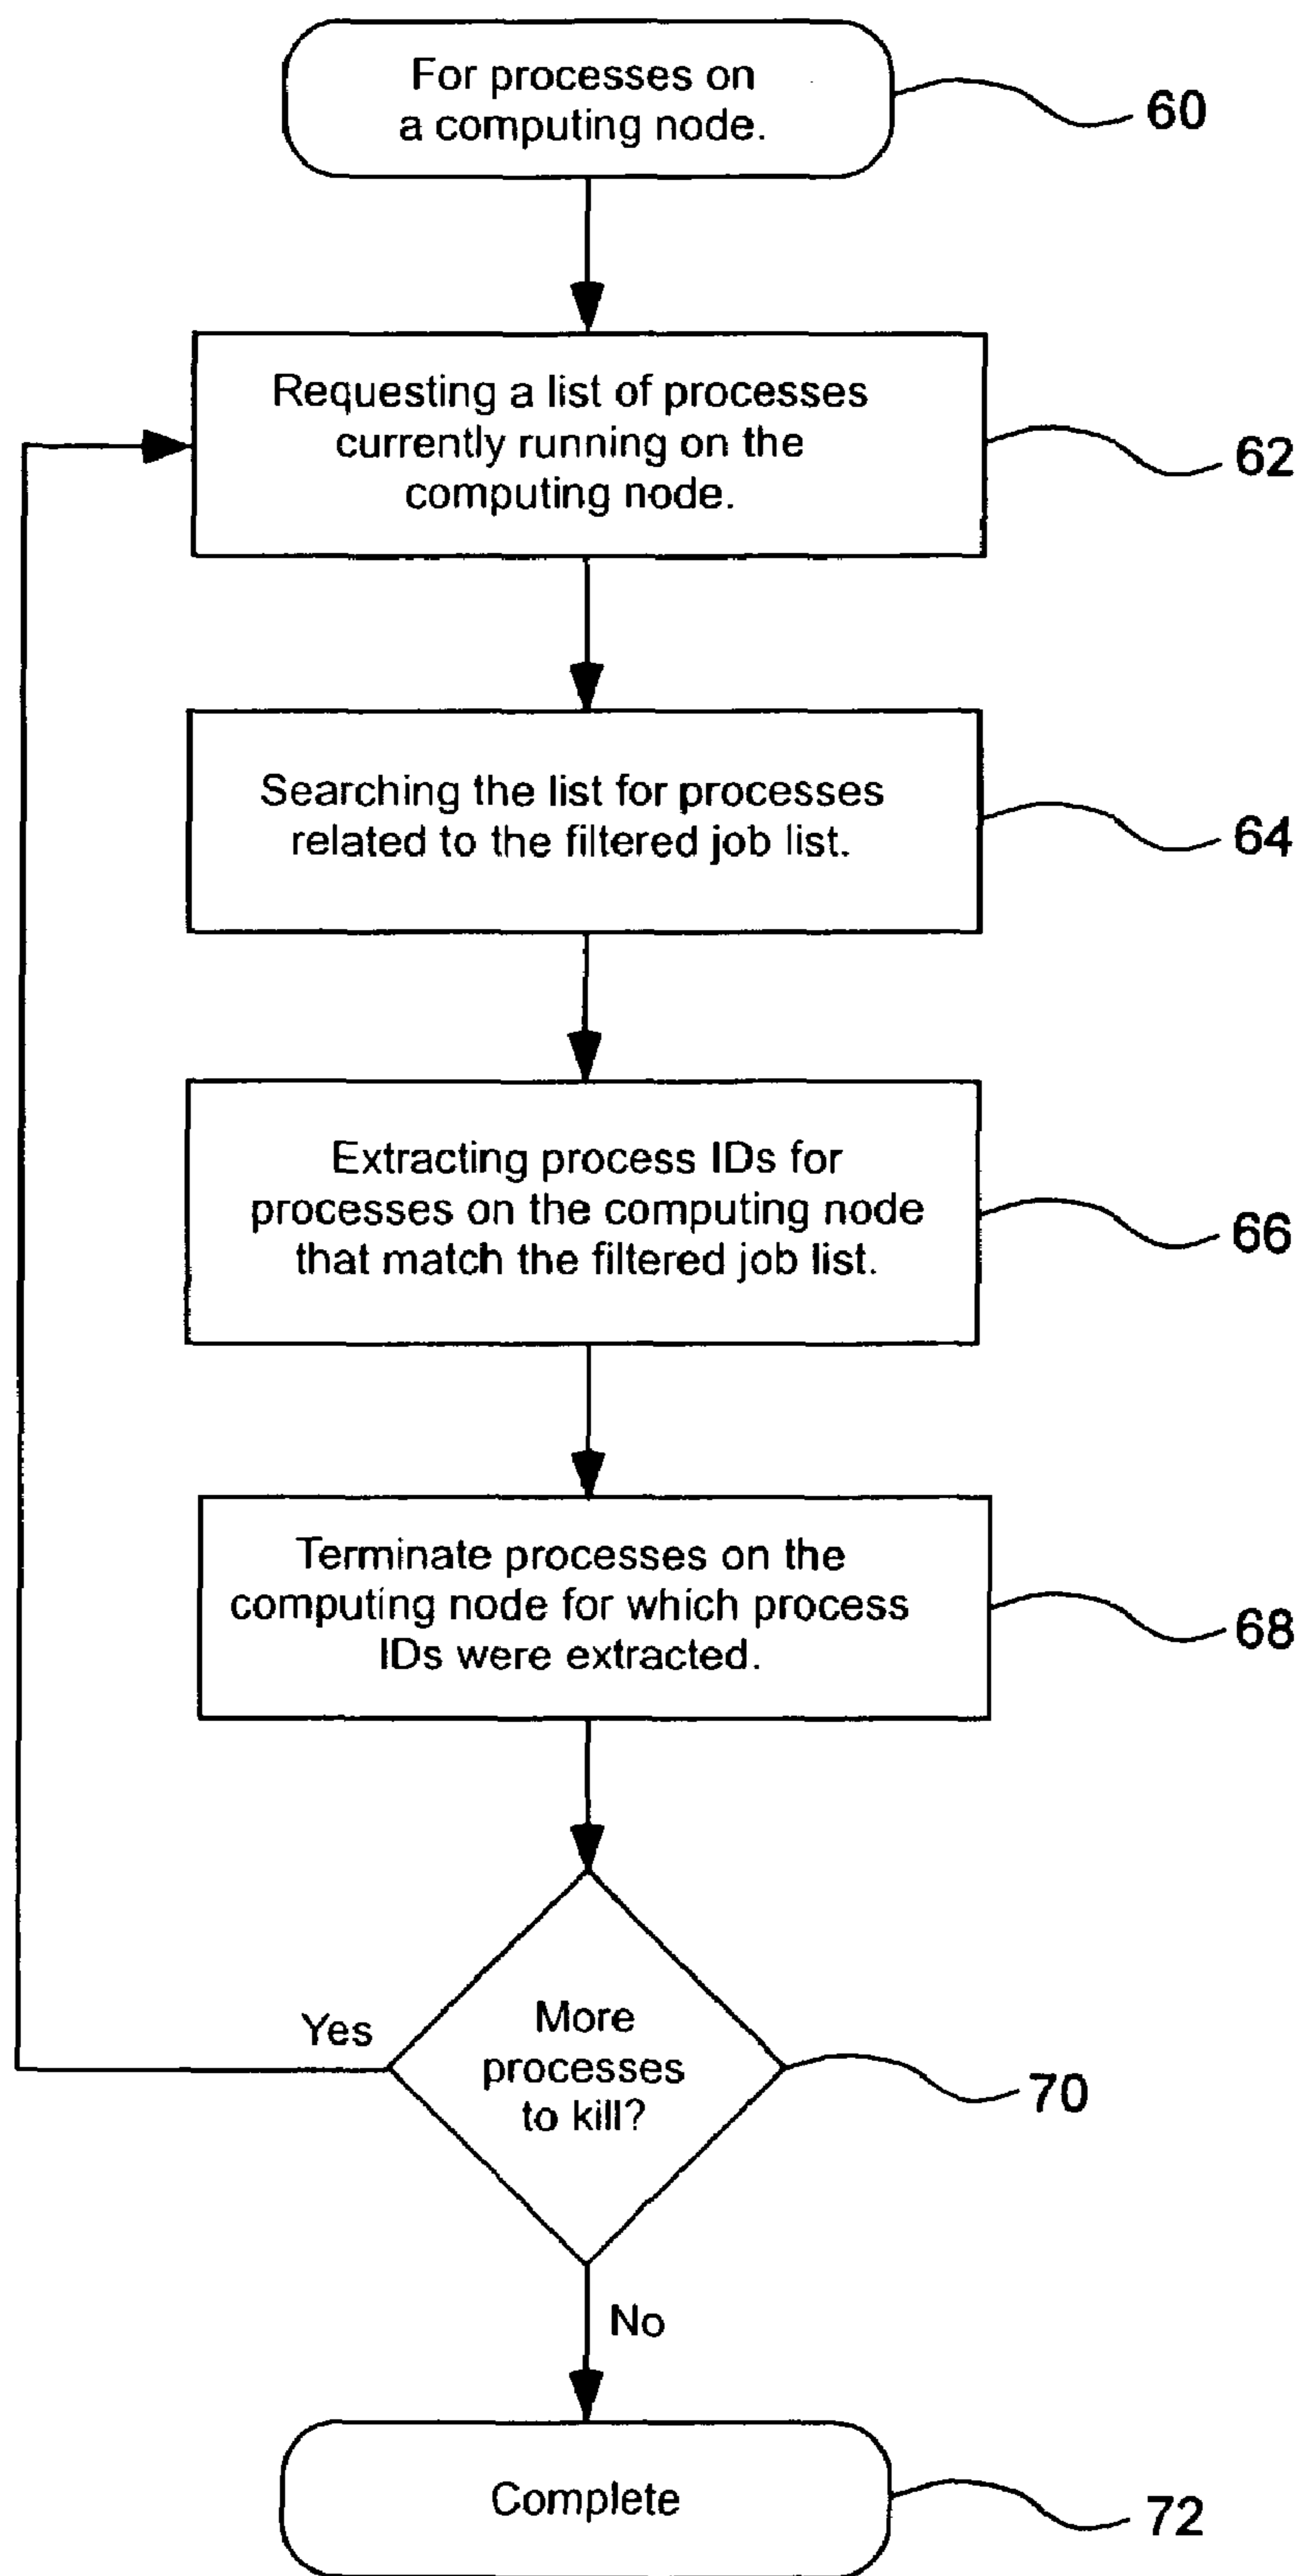 For processes on
a computing node.
60
Requesting a list of processes
currently running on the
computing node.
62
Searching the list for processes
related to the filtered job list.
64
Extracting process IDs for
processes on the computing node
that match the filtered job list.
66
Terminate processes on the
computing node for which process
IDs were extracted.
68
Yes
More
processes
to kill?
70
No
Complete
72